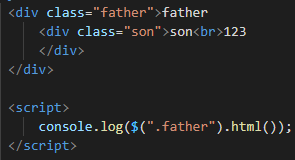 <div class="father">father
    <div class="son">son<br>123
    </div>
</div>

<script>
    console.log($(".father").html());
</script>